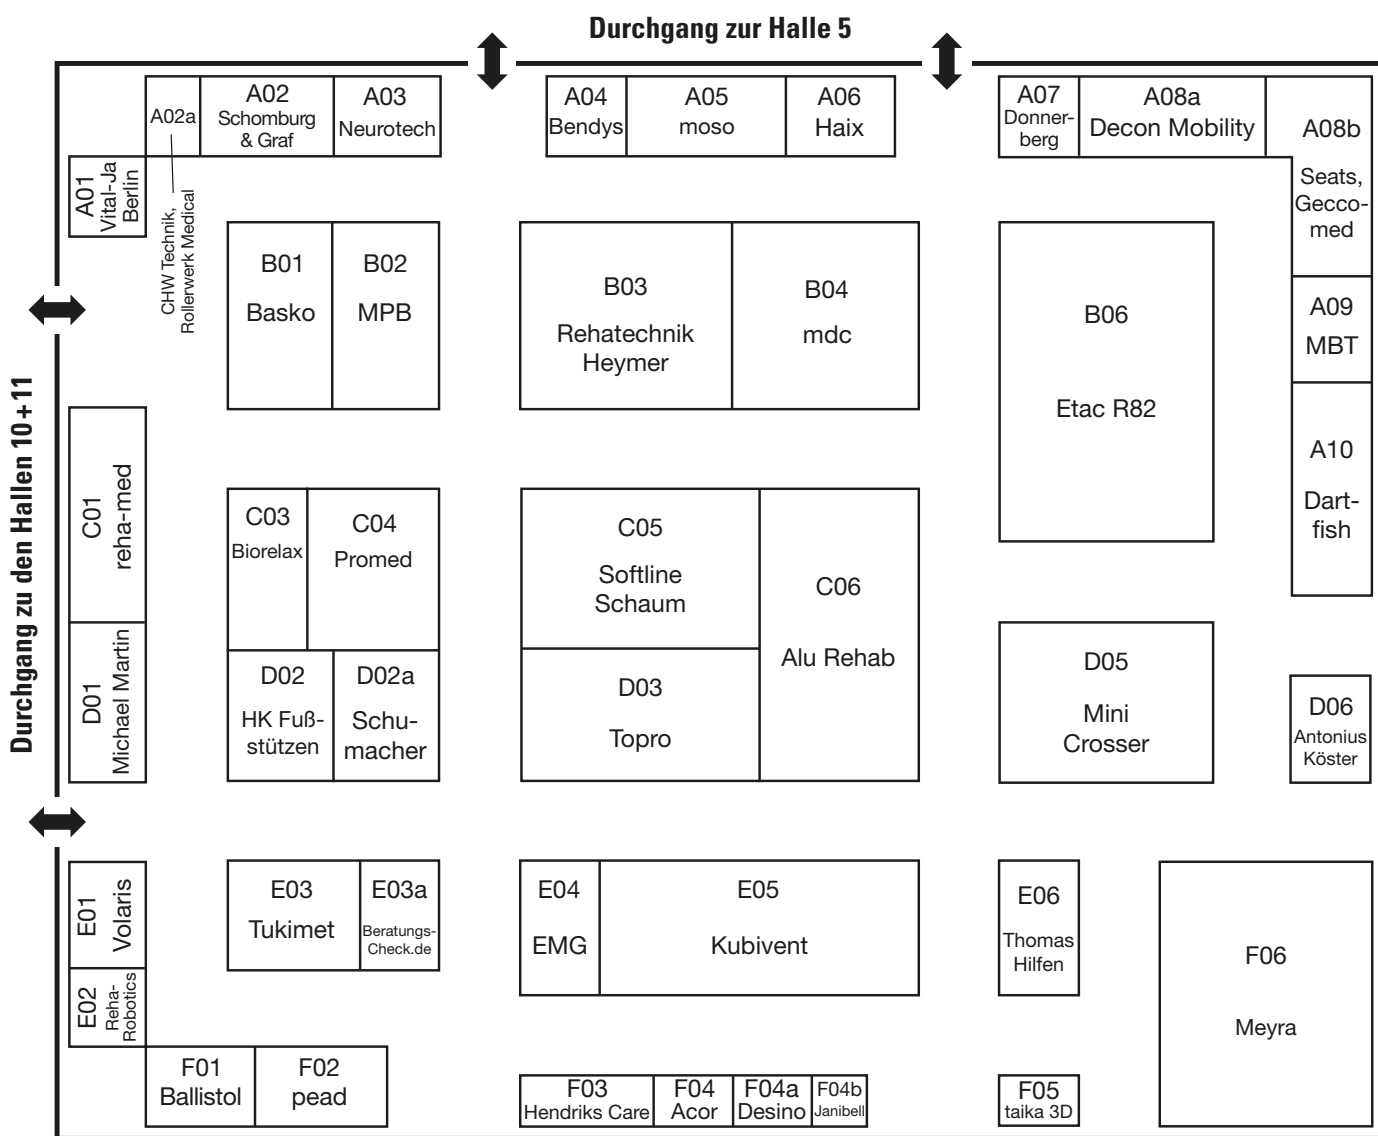 Durchgang zur Halle 5
A02a
CHW Technik,
Rollerwerk Medical
A02
Schomburg
& Graf
A03
Neurotech
A04
Bendys
A05
moso
A06
Haix
A07
Donner-
berg
A08a
Decon Mobility
A08b
Seats,
Gecco-
med
A01
Vital-Ja
Berlin
B01
Basko
B02
MPB
B03
Rehatechnik
Heymer
B04
mdc
B06
Etac R82
A09
MBT
A10
Dart-
fish
Durchgang zu den Hallen 10+11
C01
reha-med
C03
Biorelax
C04
Promed
C05
Softline
Schaum
C06
Alu Rehab
D01
Michael Martin
D02
HK Fuß-
stützen
D02a
Schu-
macher
D03
Topro
D05
Mini
Crosser
D06
Antonius
Köster
E01
Volaris
E02
Reha-
Robotics
E03
Tukimet
E03a
Beratungs-
Check.de
E04
EMG
E05
Kubivent
E06
Thomas
Hilfen
F06
Meyra
F01
Ballistol
F02
pead
F03
Hendriks Care
F04
Acor
F04a
Desino
F04b
Janibell
F05
taika 3D